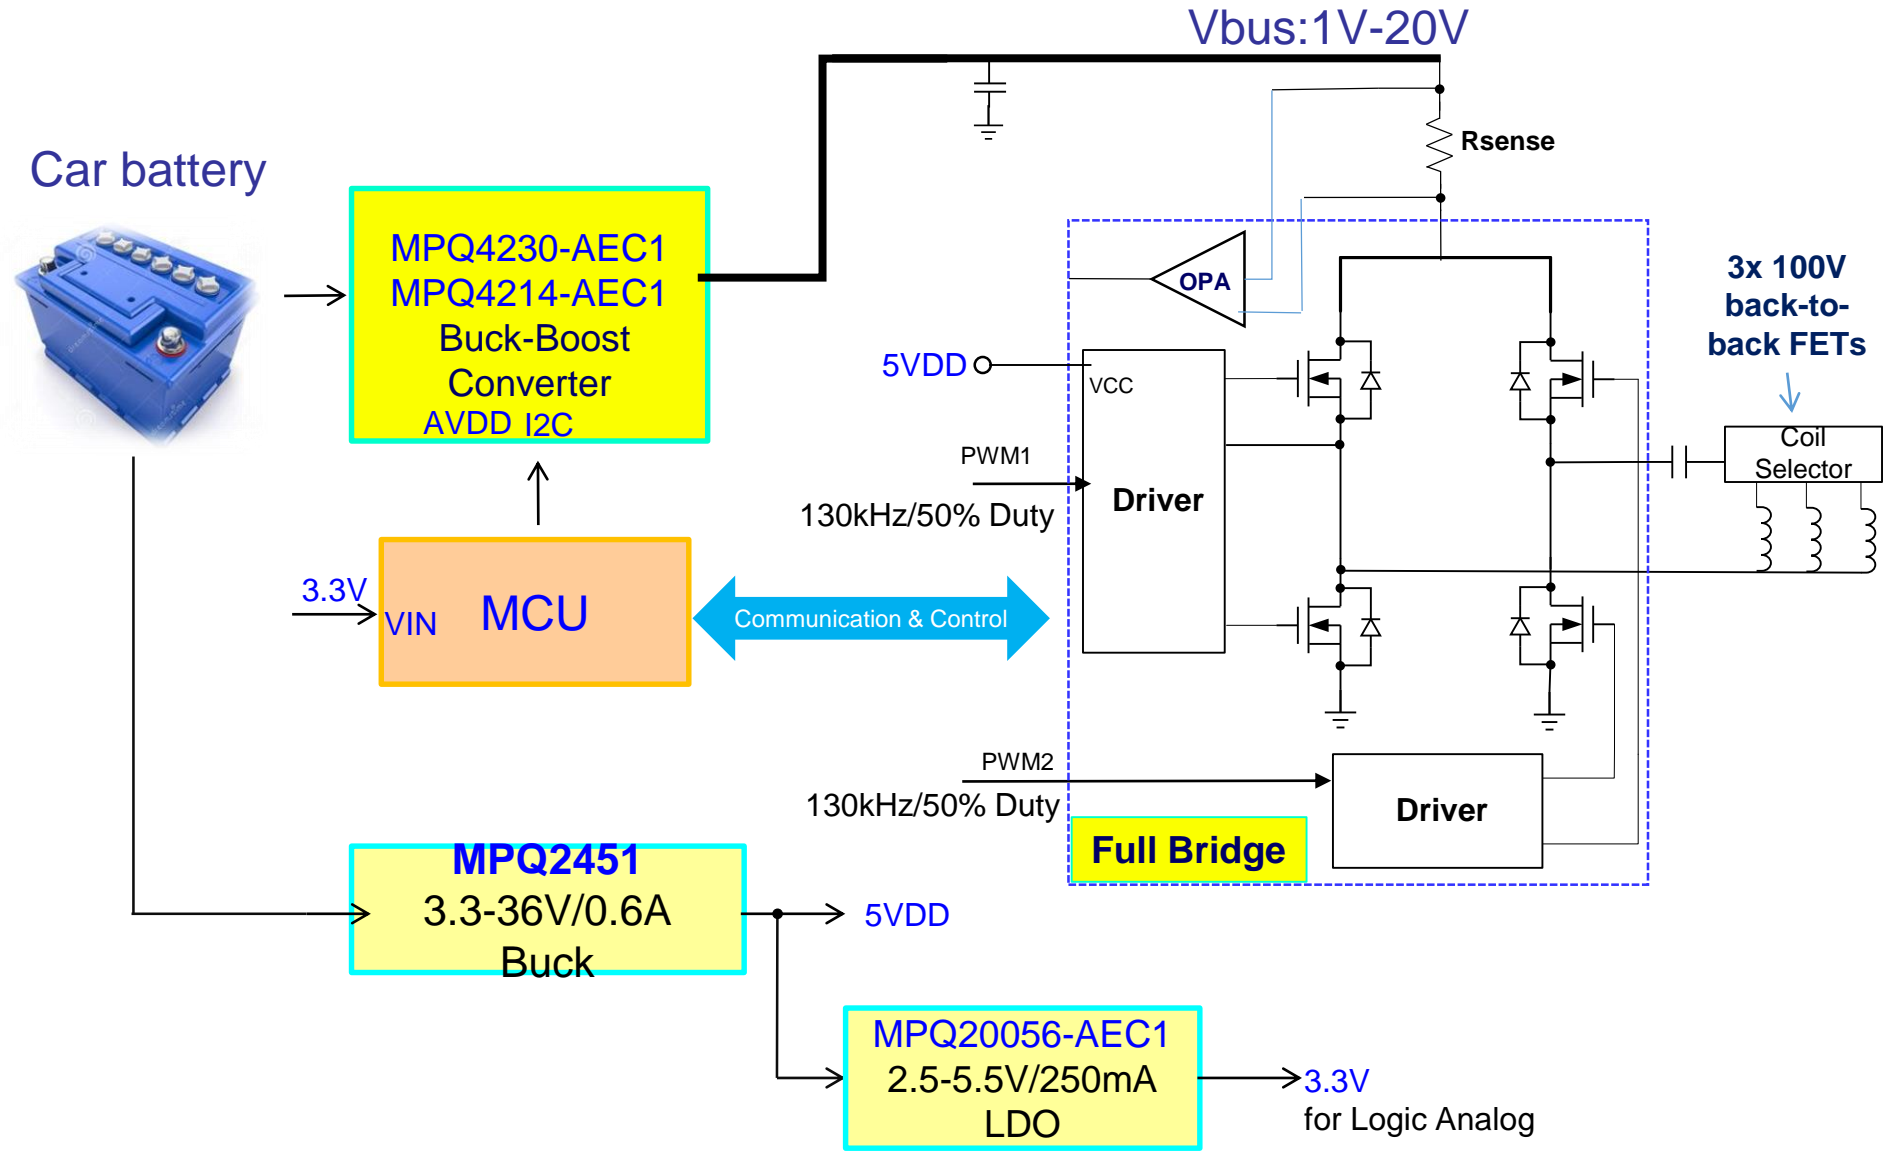 Vbus:1V-20V
Car battery
Rsense
MPQ4230-AEC1
MPQ4214-AEC1
Buck-Boost
Converter
AVDD I2C
OPA
3x 100V
back-to-
back FETs
5VDD
VCC
Coil
Selector
PWM1
130kHz/50% Duty
Driver
3.3V
VIN
MCU
Communication & Control
PWM2
130kHz/50% Duty
Driver
Full Bridge
MPQ2451
3.3-36V/0.6A
Buck
5VDD
MPQ20056-AEC1
2.5-5.5V/250mA
LDO
3.3V
for Logic Analog